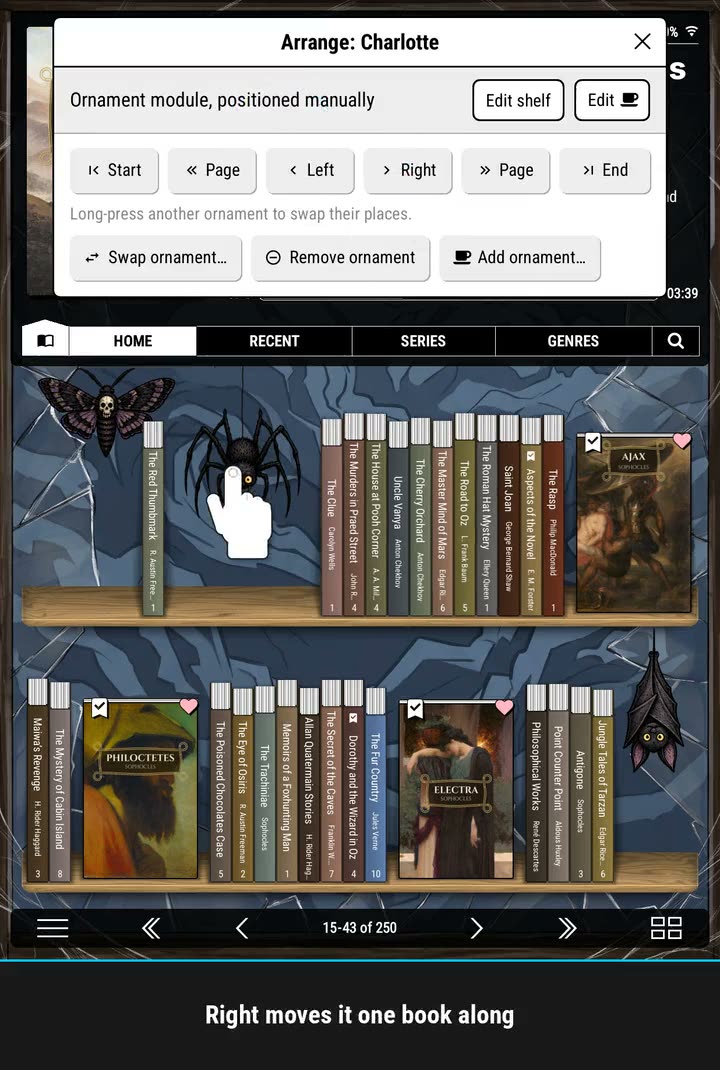 Arrange: Charlotte
%
s
Ornament module, positioned manually
Edit shelf
Edit
Start
Page
Left
Right
Page
End
Long-press another ornament to swap their places.
nd
Swap ornament…
Remove ornament
Add ornament…
03:39
HOME
RECENT
SERIES
GENRES
The Red Thumbmark R. Austin Free… 1
The Clue Carolyn Wells 1
The Murders in Praed Street John R… 4
The House at Pooh Corner A. A. Mil… 4
Uncle Vanya Anton Chekhov
The Cherry Orchard Anton Chekhov
The Master Mind of Mars Edgar Ri… 6
The Road to Oz L. Frank Baum 5
The Roman Hat Mystery Ellery Queen 1
Saint Joan George Bernard Shaw
Aspects of the Novel E. M. Forster
The Rasp Philip MacDonald 1
AJAX
SOPHOCLES
Maiwa's Revenge H. Rider Haggard 3
The Mystery of Cabin Island 8
PHILOCTETES
SOPHOCLES
The Poisoned Chocolates Case 5
The Eye of Osiris R. Austin Freeman 2
The Trachiniae Sophocles
Memoirs of a Foxhunting Man 1
Allan Quatermain Stories H. Rider Hag…
The Secret of the Caves Franklin W… 7
Dorothy and the Wizard in Oz 4
The Fur Country Jules Verne 10
ELECTRA
SOPHOCLES
Philosophical Works René Descartes
Point Counter Point Aldous Huxley
Antigone Sophocles 3
Jungle Tales of Tarzan Edgar Rice… 6
15-43 of 250
Right moves it one book along